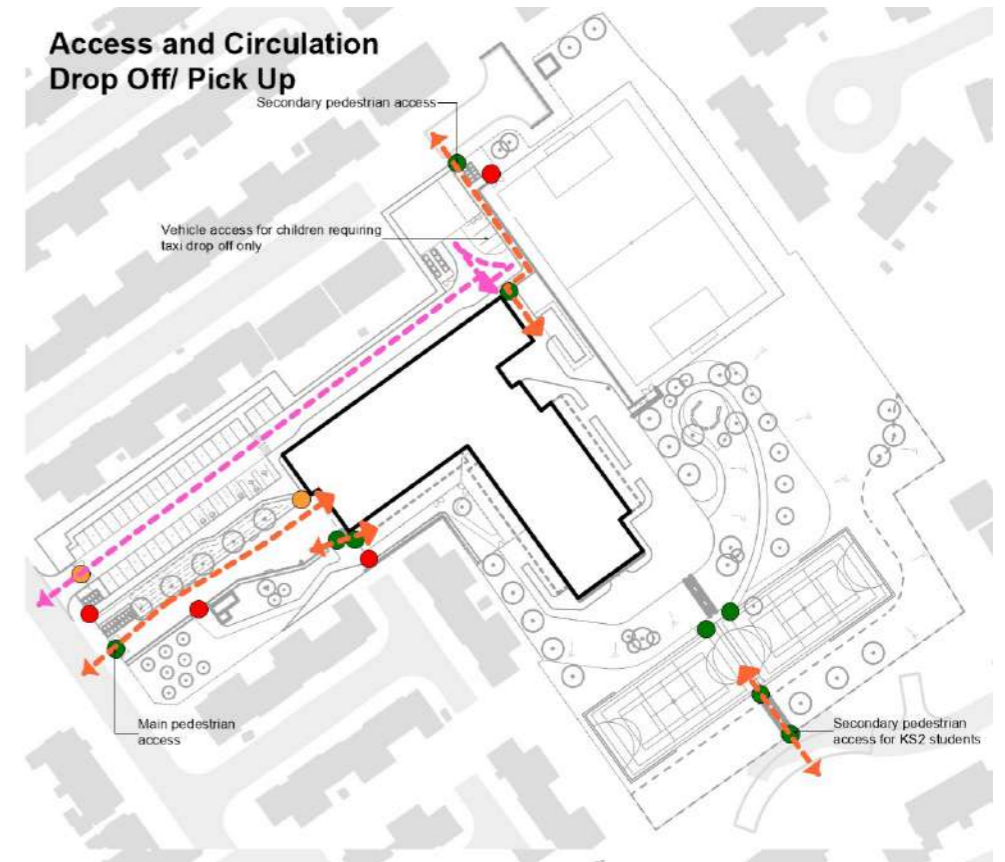 Access and Circulation
Drop Off/ Pick Up
Secondary pedestrian access
Vehicle access for children requiring
taxi drop off only
Main pedestrian
access
Secondary pedestrian
access for KS2 students